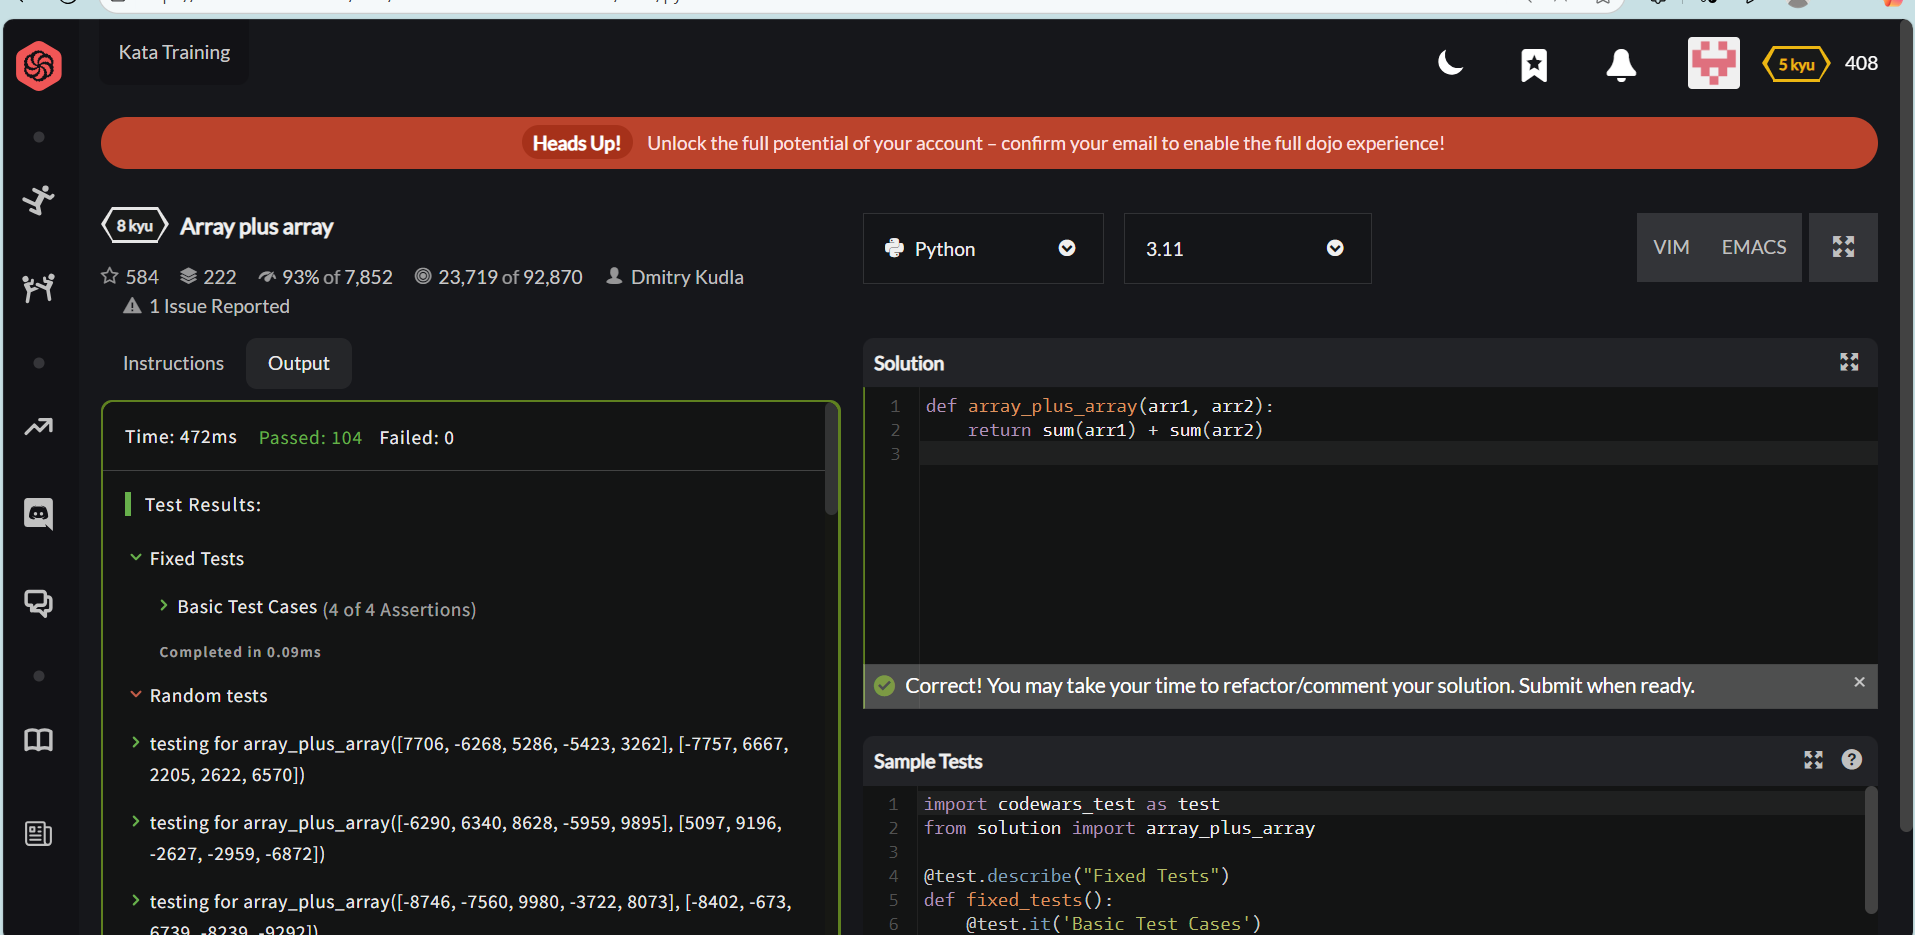 Kata Training
5 kyu 408
Heads Up! Unlock the full potential of your account – confirm your email to enable the full dojo experience!
8 kyu Array plus array
584 222 93% of 7,852 23,719 of 92,870 Dmitry Kudla
1 Issue Reported
Python
3.11
VIM EMACS
Instructions Output
Time: 472ms Passed: 104 Failed: 0
Test Results:
Fixed Tests
Basic Test Cases (4 of 4 Assertions)
Completed in 0.09ms
Random tests
testing for array_plus_array([7706, -6268, 5286, -5423, 3262], [-7757, 6667,
2205, 2622, 6570])
testing for array_plus_array([-6290, 6340, 8628, -5959, 9895], [5097, 9196,
-2627, -2959, -6872])
testing for array_plus_array([-8746, -7560, 9980, -3722, 8073], [-8402, -673,
6739, -8239, -9292])
Solution
1 def array_plus_array(arr1, arr2):
2     return sum(arr1) + sum(arr2)
3
Correct! You may take your time to refactor/comment your solution. Submit when ready.
Sample Tests
1 import codewars_test as test
2 from solution import array_plus_array
3
4 @test.describe("Fixed Tests")
5 def fixed_tests():
6     @test.it('Basic Test Cases')